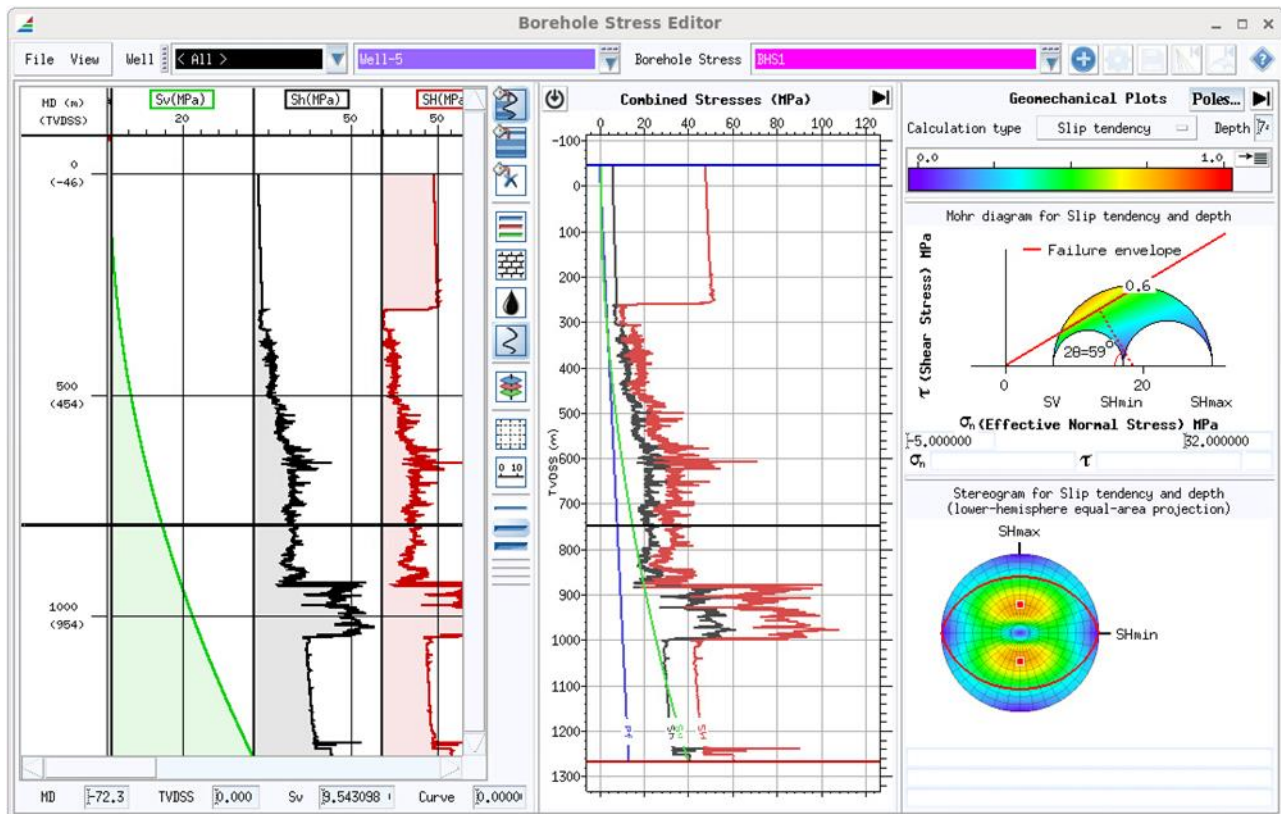 Borehole Stress Editor
File View Well < All > Well-5 Borehole Stress BHS1
MD (m)
(TVDSS)
Sv(MPa)
20
Sh(MPa)
50
SH(MPa
50
0
(-46)
500
(454)
1000
(954)
0 10
MD -72.3 TVDSS 0.000 Sv 9.543098 Curve 0.0000
Combined Stresses (MPa)
0 20 40 60 80 100 120
TVDSS (m)
-100
0
100
200
300
400
500
600
700
800
900
1000
1100
1200
1300
Pf Sh Sv SH
Geomechanical Plots Poles...
Calculation type Slip tendency Depth
0.0 1.0
Mohr diagram for Slip tendency and depth
Failure envelope
τ (Shear Stress) MPa
0.6
2θ=59°
0 20
SV SHmin SHmax
σn (Effective Normal Stress) MPa
-5.000000 32.000000
σn τ
Stereogram for Slip tendency and depth
(lower-hemisphere equal-area projection)
SHmax
SHmin